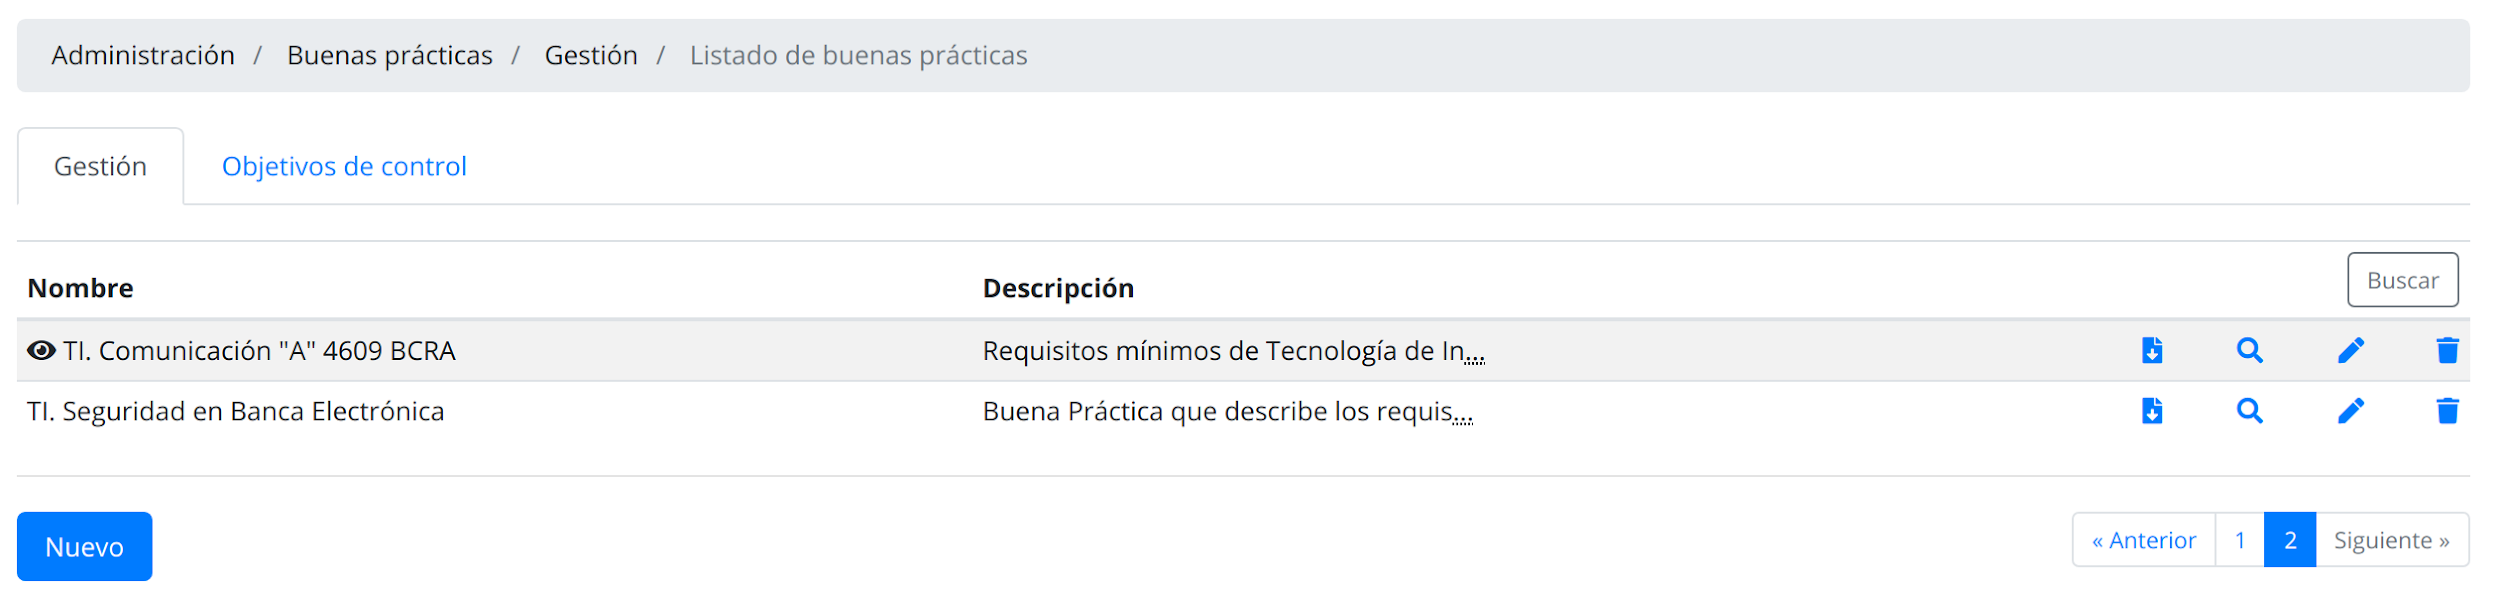 Administración / Buenas prácticas / Gestión / Listado de buenas prácticas
Gestión Objetivos de control
Buscar
Nombre Descripción
TI. Comunicación "A" 4609 BCRA Requisitos mínimos de Tecnología de In...
TI. Seguridad en Banca Electrónica Buena Práctica que describe los requis...
Nuevo « Anterior 1 2 Siguiente »